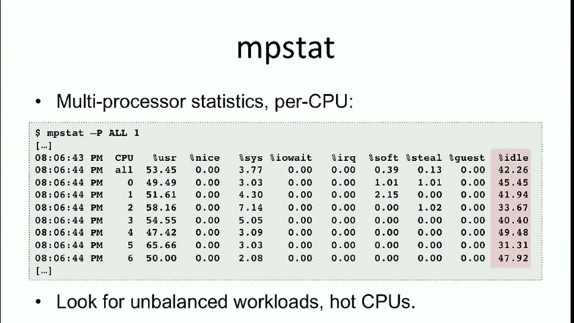 mpstat
• Multi-processor statistics, per-CPU:
$ mpstat –P ALL 1
[…]
08:06:43 PM CPU %usr %nice %sys %iowait %irq %soft %steal %guest %idle
08:06:44 PM all 53.45 0.00 3.77 0.00 0.00 0.39 0.13 0.00 42.26
08:06:44 PM 0 49.49 0.00 3.03 0.00 0.00 1.01 1.01 0.00 45.45
08:06:44 PM 1 51.61 0.00 4.30 0.00 0.00 2.15 0.00 0.00 41.94
08:06:44 PM 2 58.16 0.00 7.14 0.00 0.00 0.00 1.02 0.00 33.67
08:06:44 PM 3 54.55 0.00 5.05 0.00 0.00 0.00 0.00 0.00 40.40
08:06:44 PM 4 47.42 0.00 3.09 0.00 0.00 0.00 0.00 0.00 49.48
08:06:44 PM 5 65.66 0.00 3.03 0.00 0.00 0.00 0.00 0.00 31.31
08:06:44 PM 6 50.00 0.00 2.08 0.00 0.00 0.00 0.00 0.00 47.92
[…]
• Look for unbalanced workloads, hot CPUs.